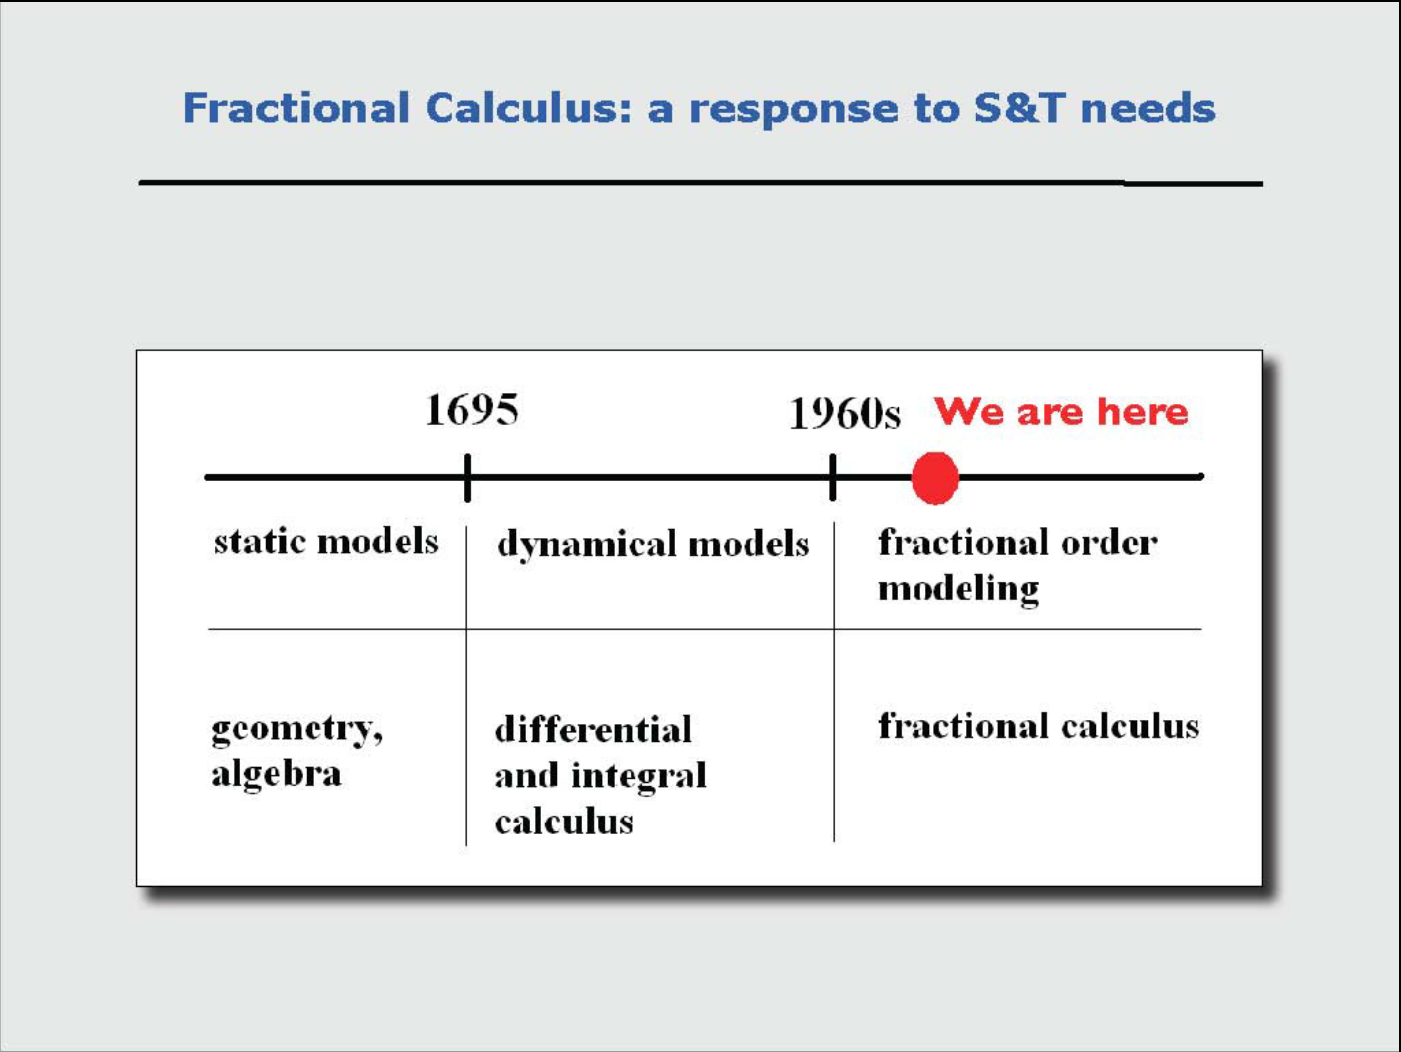 Fractional Calculus: a response to S&T needs
1695
1960s
We are here
static models
dynamical models
fractional order
modeling
geometry,
algebra
differential
and integral
calculus
fractional calculus